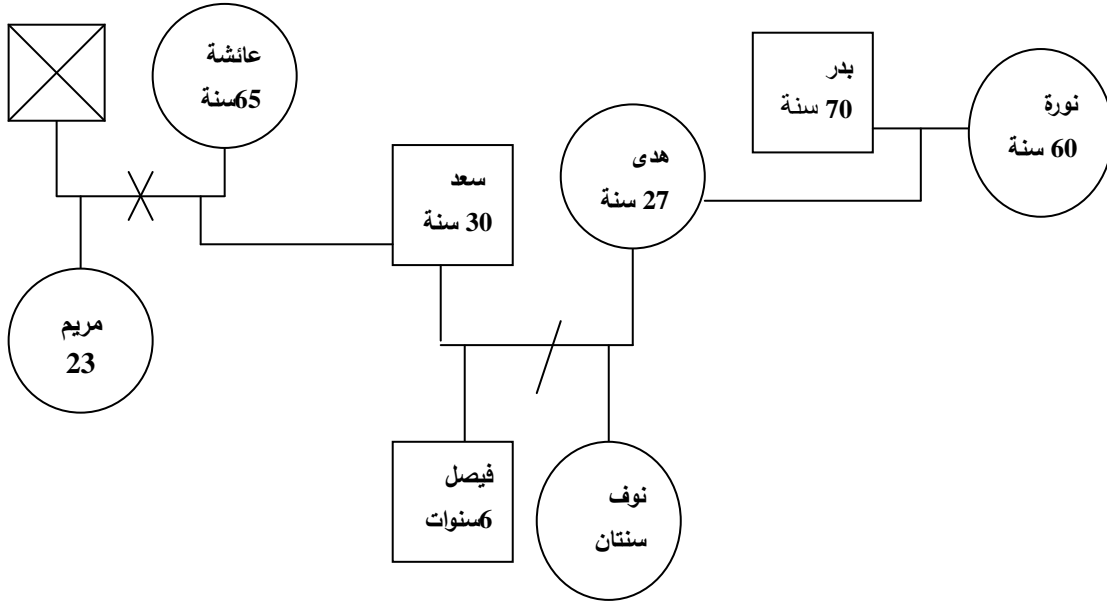 عائشة
65سنة
بدر
70 سنة
نورة
60 سنة
هدى
27 سنة
سعد
30 سنة
مريم
23
فيصل
6سنوات
نوف
سنتان